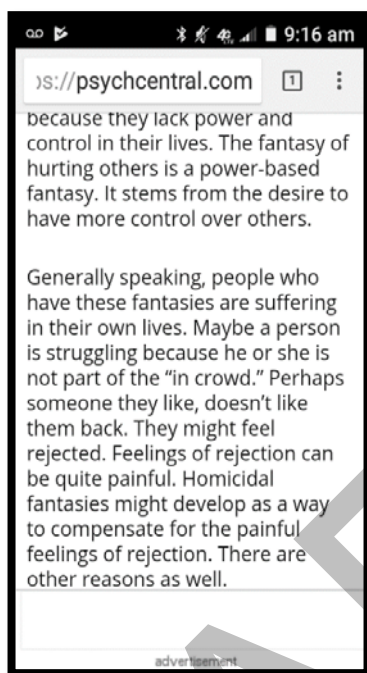 9:16 am
ɔs://psychcentral.com
1
because they lack power and
control in their lives. The fantasy of
hurting others is a power-based
fantasy. It stems from the desire to
have more control over others.
Generally speaking, people who
have these fantasies are suffering
in their own lives. Maybe a person
is struggling because he or she is
not part of the “in crowd.” Perhaps
someone they like, doesn’t like
them back. They might feel
rejected. Feelings of rejection can
be quite painful. Homicidal
fantasies might develop as a way
to compensate for the painful
feelings of rejection. There are
other reasons as well.
advertisement